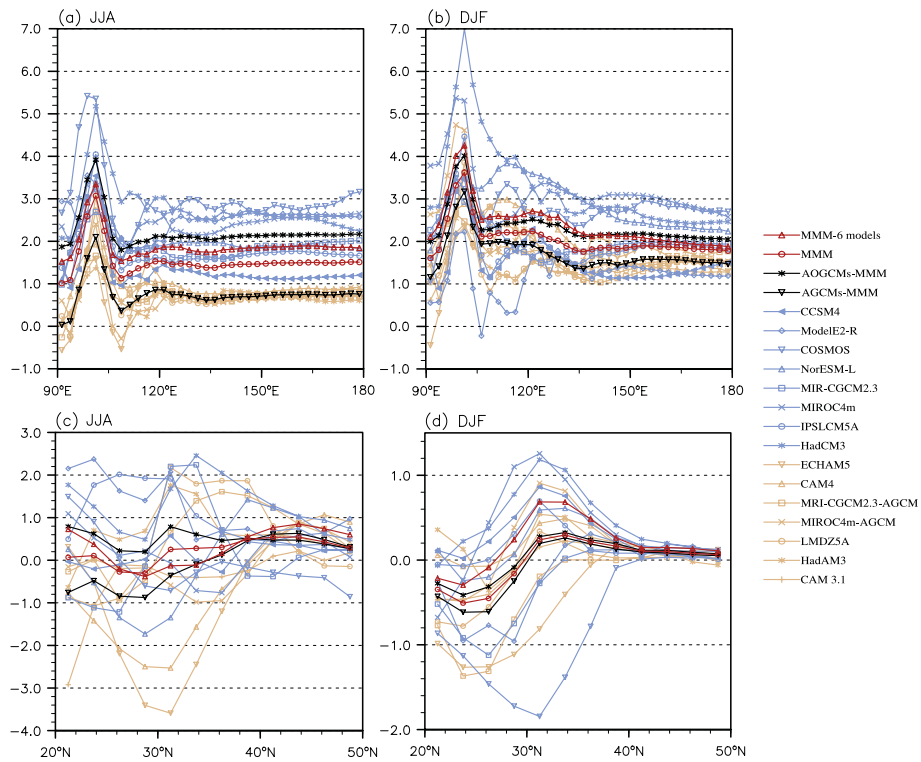 (a) JJA
7.0
6.0
5.0
4.0
3.0
2.0
1.0
0.0
-1.0
90°E 120°E 150°E 180
(b) DJF
7.0
6.0
5.0
4.0
3.0
2.0
1.0
0.0
-1.0
90°E 120°E 150°E 180
(c) JJA
3.0
2.0
1.0
0.0
-1.0
-2.0
-3.0
-4.0
20°N 30°N 40°N 50°N
(d) DJF
1.0
0.0
-1.0
-2.0
20°N 30°N 40°N 50°N
MMM-6 models
MMM
AOGCMs-MMM
AGCMs-MMM
CCSM4
ModelE2-R
COSMOS
NorESM-L
MIR-CGCM2.3
MIROC4m
IPSLCM5A
HadCM3
ECHAM5
CAM4
MRI-CGCM2.3-AGCM
MIROC4m-AGCM
LMDZ5A
HadAM3
CAM 3.1